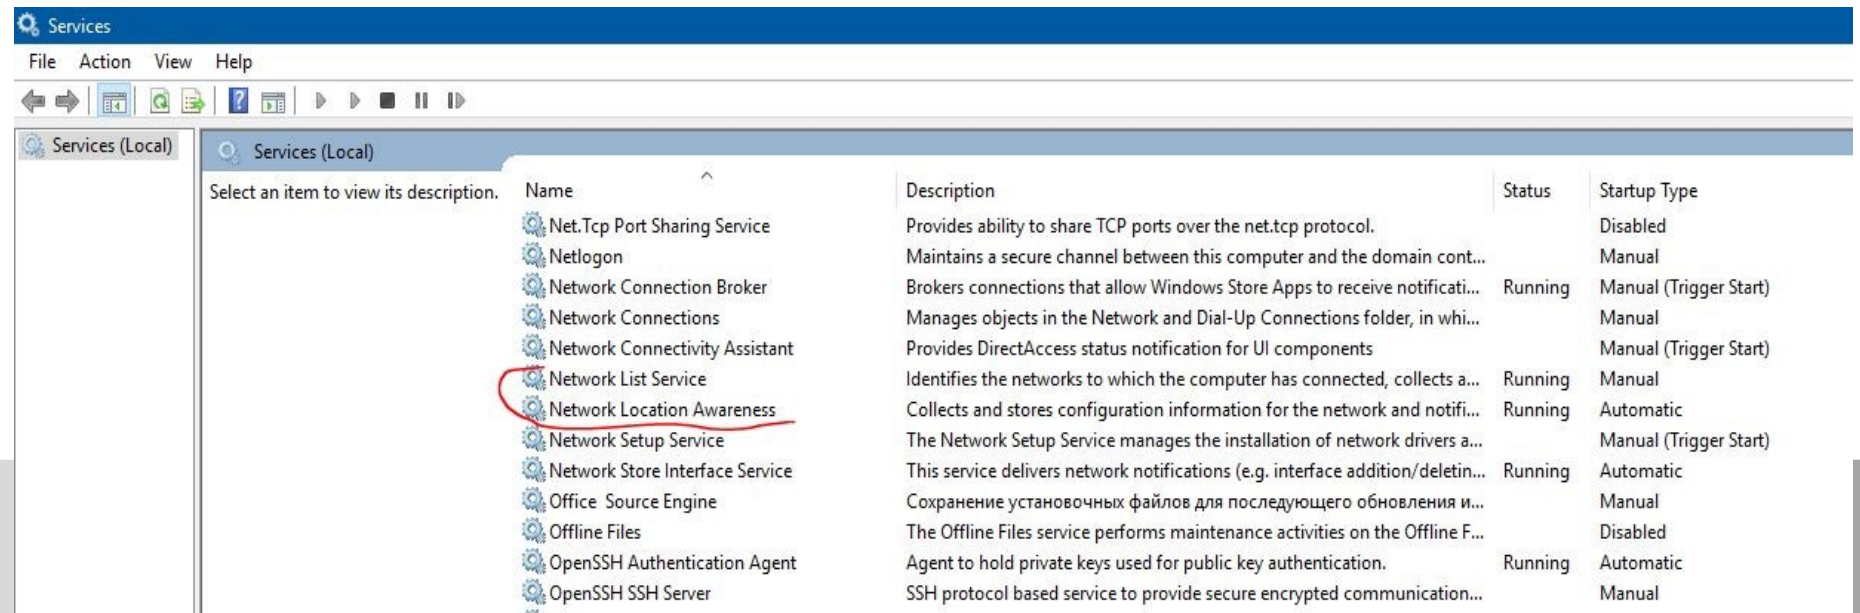 Services
File Action View Help
Services (Local)
Services (Local)
Select an item to view its description.
Name Description Status Startup Type
Net.Tcp Port Sharing Service Provides ability to share TCP ports over the net.tcp protocol. Disabled
Netlogon Maintains a secure channel between this computer and the domain cont... Manual
Network Connection Broker Brokers connections that allow Windows Store Apps to receive notificati... Running Manual (Trigger Start)
Network Connections Manages objects in the Network and Dial-Up Connections folder, in whi... Manual
Network Connectivity Assistant Provides DirectAccess status notification for UI components Manual (Trigger Start)
Network List Service Identifies the networks to which the computer has connected, collects a... Running Manual
Network Location Awareness Collects and stores configuration information for the network and notifi... Running Automatic
Network Setup Service The Network Setup Service manages the installation of network drivers a... Manual (Trigger Start)
Network Store Interface Service This service delivers network notifications (e.g. interface addition/deletin... Running Automatic
Office  Source Engine Сохранение установочных файлов для последующего обновления и... Manual
Offline Files The Offline Files service performs maintenance activities on the Offline F... Disabled
OpenSSH Authentication Agent Agent to hold private keys used for public key authentication. Running Automatic
OpenSSH SSH Server SSH protocol based service to provide secure encrypted communication... Manual